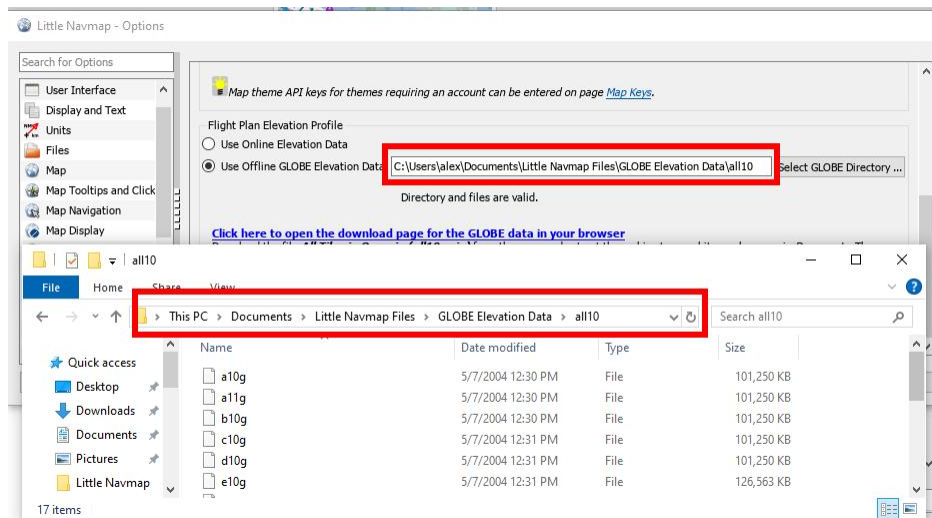 Little Navmap - Options
Search for Options
User Interface
Display and Text
Units
Files
Map
Map Tooltips and Click
Map Navigation
Map Display
Map theme API keys for themes requiring an account can be entered on page Map Keys.
Flight Plan Elevation Profile
Use Online Elevation Data
Use Offline GLOBE Elevation Data C:\Users\alex\Documents\Little Navmap Files\GLOBE Elevation Data\all10 Select GLOBE Directory ...
Directory and files are valid.
Click here to open the download page for the GLOBE data in your browser
all10
File Home Share View
This PC > Documents > Little Navmap Files > GLOBE Elevation Data > all10 Search all10
Name Date modified Type Size
Quick access
Desktop
Downloads
Documents
Pictures
Little Navmap
a10g 5/7/2004 12:30 PM File 101,250 KB
a11g 5/7/2004 12:30 PM File 101,250 KB
b10g 5/7/2004 12:30 PM File 101,250 KB
c10g 5/7/2004 12:31 PM File 101,250 KB
d10g 5/7/2004 12:31 PM File 101,250 KB
e10g 5/7/2004 12:31 PM File 126,563 KB
17 items